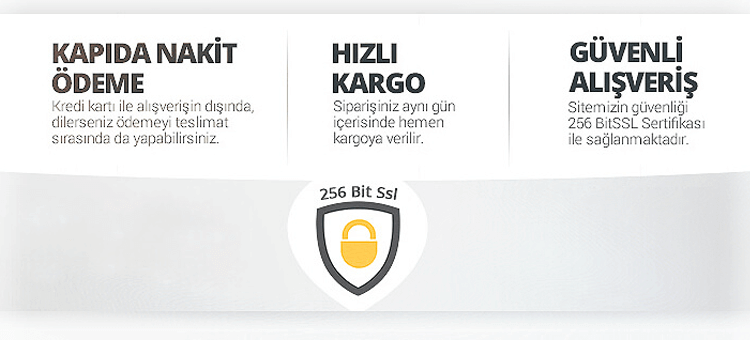 KAPIDA NAKİT
ÖDEME
Kredi kartı ile alışverişin dışında,
dilerseniz ödemeyi teslimat
sırasında da yapabilirsiniz.
HIZLI
KARGO
Siparişiniz aynı gün
içerisinde hemen
kargoya verilir.
GÜVENLİ
ALIŞVERİŞ
Sitemizin güvenliği
256 BitSSL Sertifikası
ile sağlanmaktadır.
256 Bit Ssl